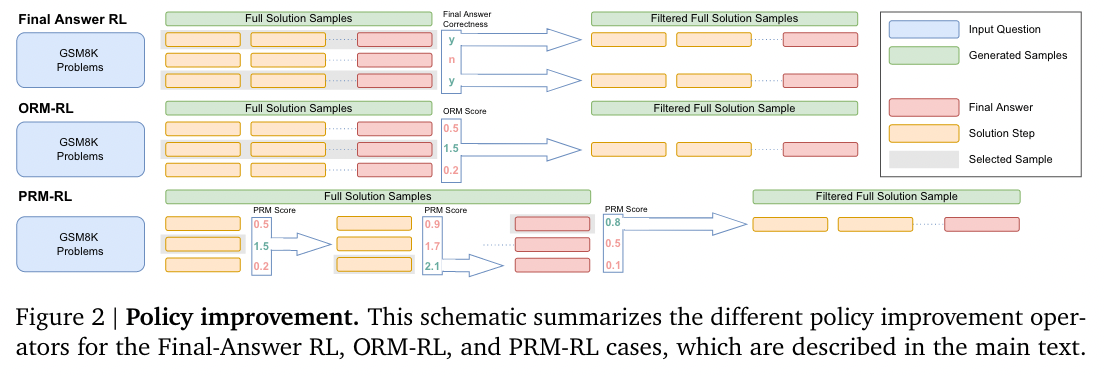 Final Answer RL
Full Solution Samples
Final Answer
Correctness
Filtered Full Solution Samples
GSM8K
Problems
y
n
y
ORM-RL
Full Solution Samples
ORM Score
Filtered Full Solution Sample
GSM8K
Problems
0.5
1.5
0.2
PRM-RL
Full Solution Samples
Filtered Full Solution Sample
GSM8K
Problems
PRM Score
0.5
1.5
0.2
PRM Score
0.9
1.7
2.1
PRM Score
0.8
0.5
0.1
Input Question
Generated Samples
Final Answer
Solution Step
Selected Sample
Figure 2 | Policy improvement. This schematic summarizes the different policy improvement oper-
ators for the Final-Answer RL, ORM-RL, and PRM-RL cases, which are described in the main text.